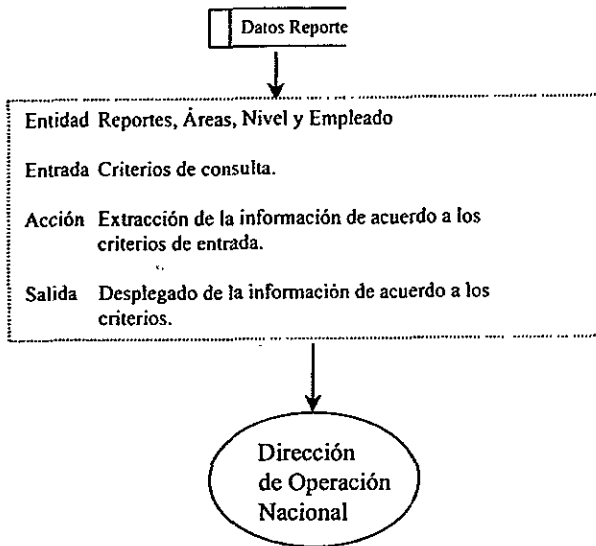 Datos Reporte
Entidad Reportes, Áreas, Nivel y Empleado
Entrada Criterios de consulta.
Acción Extracción de la información de acuerdo a los
criterios de entrada.
Salida Desplegado de la información de acuerdo a los
criterios.
Dirección
de Operación
Nacional